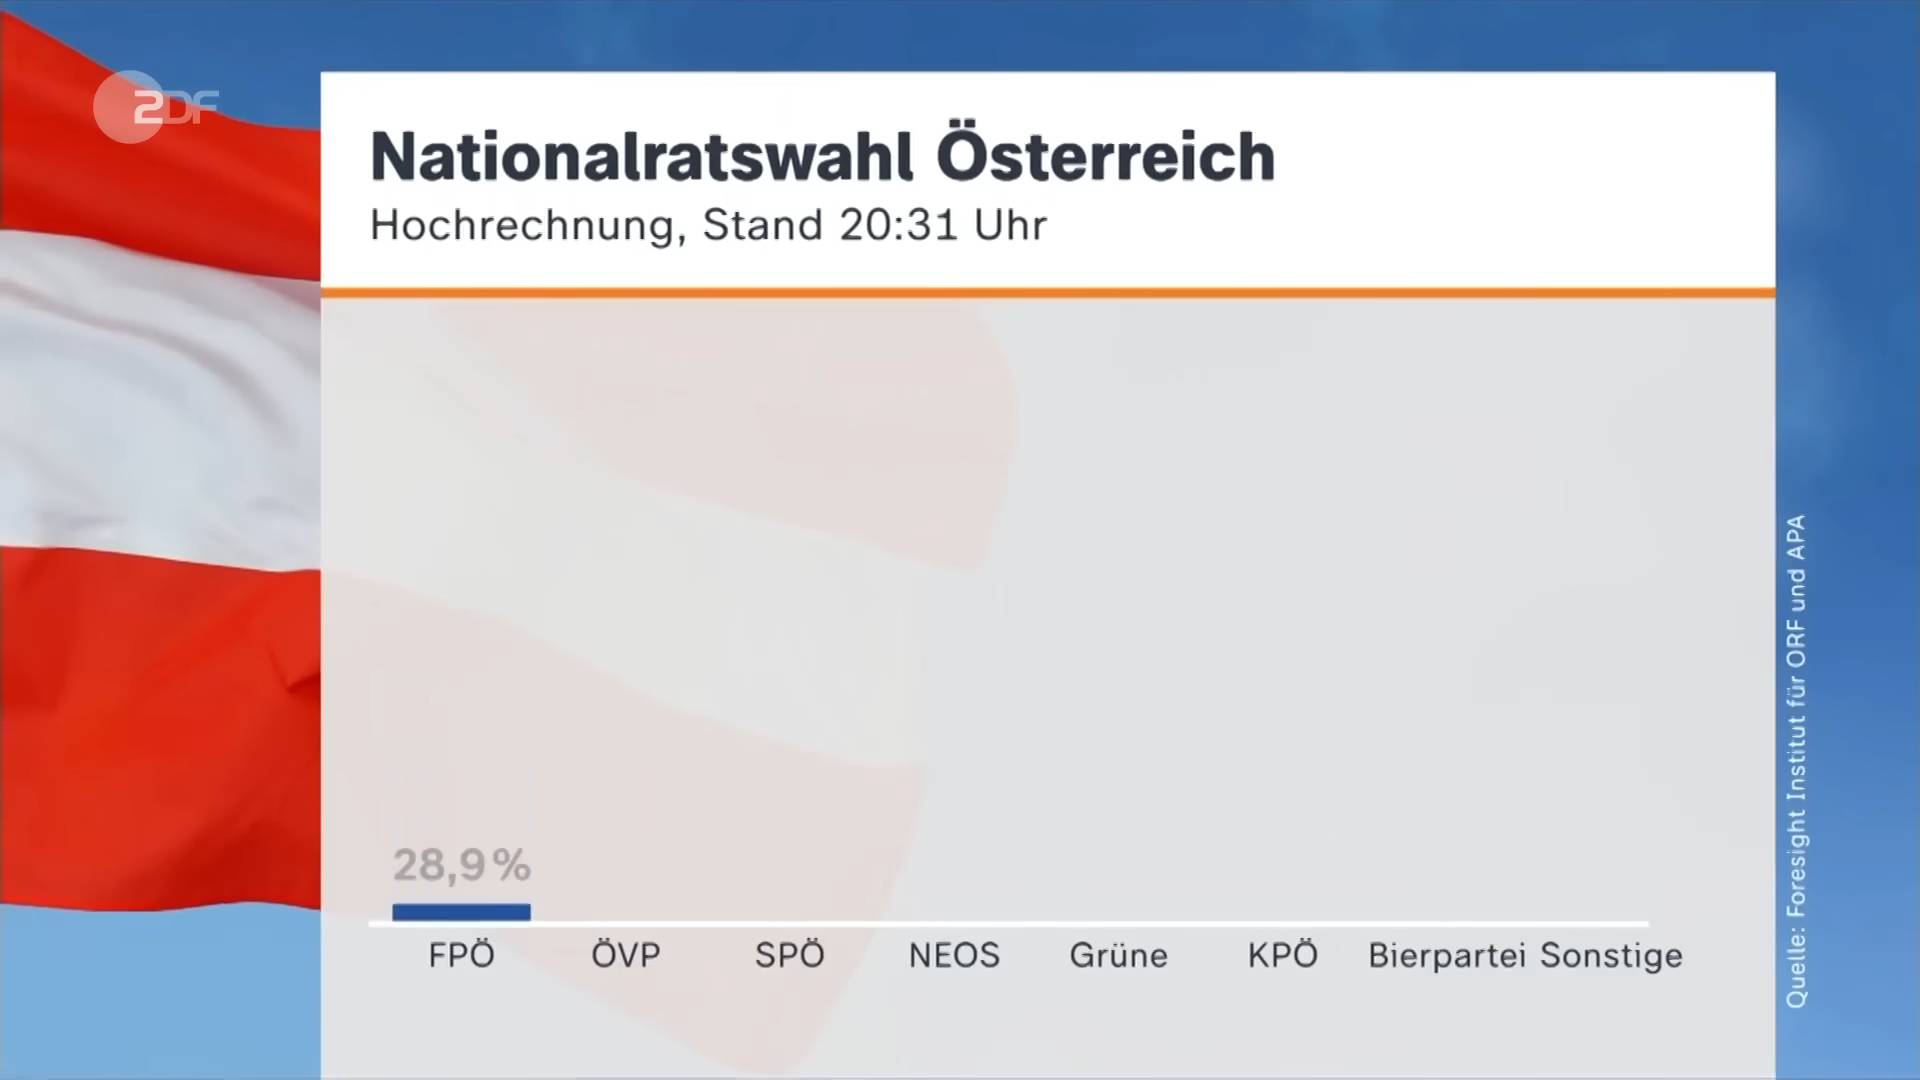 ZDF
Nationalratswahl Österreich
Hochrechnung, Stand 20:31 Uhr
28,9 %
FPÖ ÖVP SPÖ NEOS Grüne KPÖ Bierpartei Sonstige
Quelle: Foresight Institut für ORF und APA